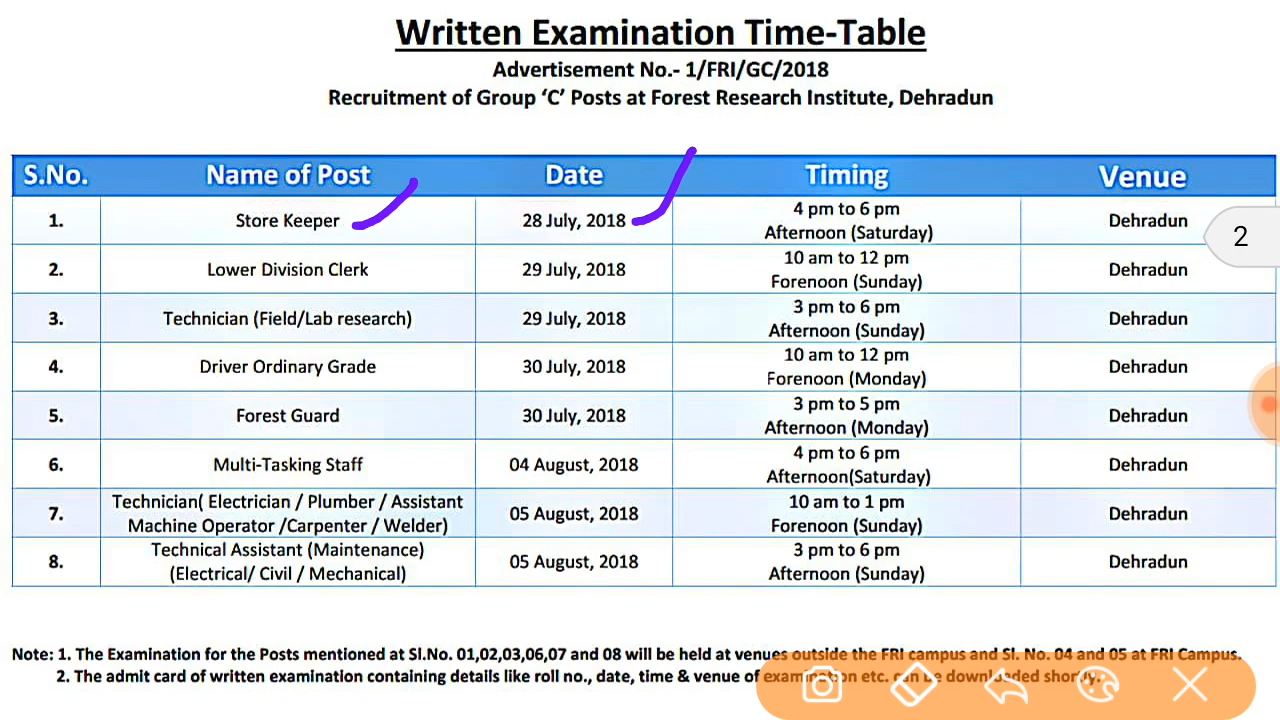 Written Examination Time-Table
Advertisement No.- 1/FRI/GC/2018
Recruitment of Group ‘C’ Posts at Forest Research Institute, Dehradun
S.No. Name of Post Date Timing Venue
1. Store Keeper 28 July, 2018 4 pm to 6 pm Dehradun
Afternoon (Saturday)
2
2. Lower Division Clerk 29 July, 2018 10 am to 12 pm Dehradun
Forenoon (Sunday)
3. Technician (Field/Lab research) 29 July, 2018 3 pm to 6 pm Dehradun
Afternoon (Sunday)
4. Driver Ordinary Grade 30 July, 2018 10 am to 12 pm Dehradun
Forenoon (Monday)
5. Forest Guard 30 July, 2018 3 pm to 5 pm Dehradun
Afternoon (Monday)
6. Multi-Tasking Staff 04 August, 2018 4 pm to 6 pm Dehradun
Afternoon(Saturday)
7. Technician( Electrician / Plumber / Assistant 05 August, 2018 10 am to 1 pm Dehradun
Machine Operator /Carpenter / Welder) Forenoon (Sunday)
8. Technical Assistant (Maintenance) 05 August, 2018 3 pm to 6 pm Dehradun
(Electrical/ Civil / Mechanical) Afternoon (Sunday)
Note: 1. The Examination for the Posts mentioned at Sl.No. 01,02,03,06,07 and 08 will be held at venues outside the FRI campus and Sl. No. 04 and 05 at FRI Campus.
2. The admit card of written examination containing details like roll no., date, time & venue of examination etc. can be downloaded shortly.